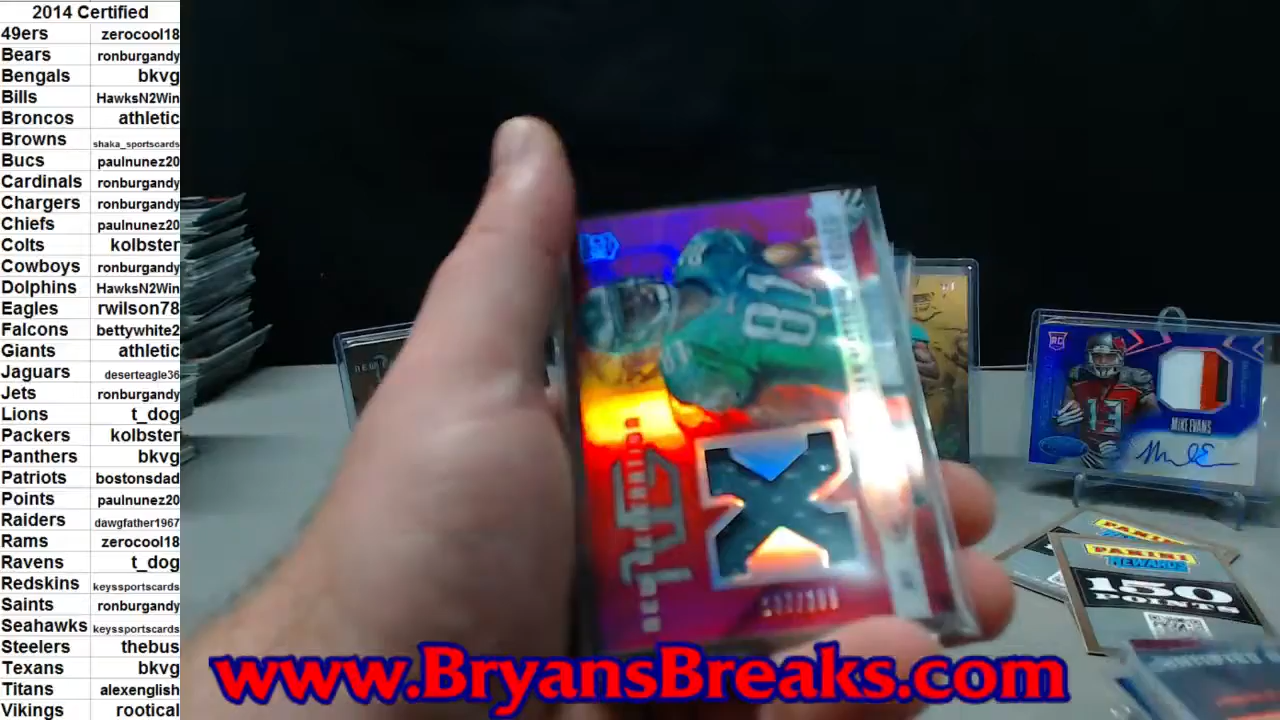 2014 Certified
49ers zerocool18
Bears ronburgandy
Bengals bkvg
Bills HawksN2Win
Broncos athletic
Browns shaka_sportscards
Bucs paulnunez20
Cardinals ronburgandy
Chargers ronburgandy
Chiefs paulnunez20
Colts kolbster
Cowboys ronburgandy
Dolphins HawksN2Win
Eagles rwilson78
Falcons bettywhite2
Giants athletic
Jaguars deserteagle36
Jets ronburgandy
Lions t_dog
Packers kolbster
Panthers bkvg
Patriots bostonsdad
Points paulnunez20
Raiders dawgfather1967
Rams zerocool18
Ravens t_dog
Redskins keyssportscards
Saints ronburgandy
Seahawks keyssportscards
Steelers thebus
Texans bkvg
Titans alexenglish
Vikings rootical
81
RC
13
MIKE EVANS
PANINI
REWARDS
150
POINTS
www.BryansBreaks.com